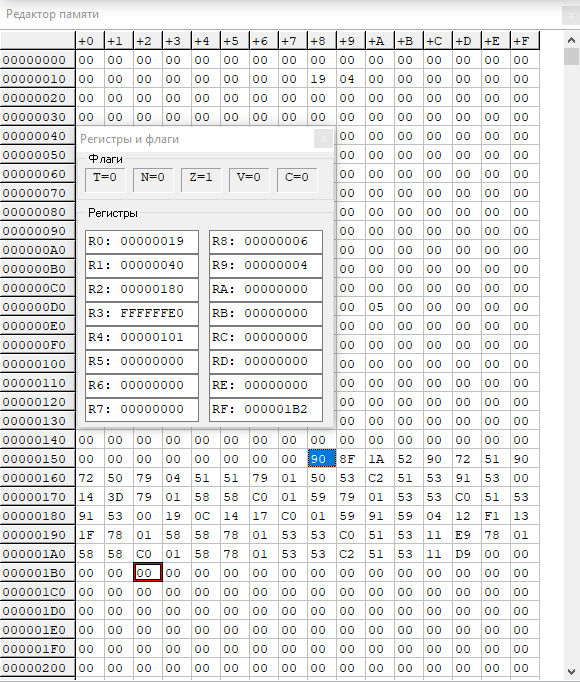 Редактор памяти
+0 +1 +2 +3 +4 +5 +6 +7 +8 +9 +A +B +C +D +E +F
00000000 00 00 00 00 00 00 00 00 00 00 00 00 00 00 00 00
00000010 00 00 00 00 00 00 00 00 19 04 00 00 00 00 00 00
00000020 00 00 00 00 00 00 00 00 00 00 00 00 00 00 00 00
00000030 00 00 00 00 00 00 00 00 00 00 00 00 00 00 00 00
00000040 00 00 00 00 00 00 00
00000050 00 00 00 00 00 00 00
00000060 00 00 00 00 00 00 00
00000070 00 00 00 00 00 00 00
00000080 00 00 00 00 00 00 00
00000090 00 00 00 00 00 00 00
000000A0 00 00 00 00 00 00 00
000000B0 00 00 00 00 00 00 00
000000C0 00 00 00 00 00 00 00
000000D0 00 05 00 00 00 00 00
000000E0 00 00 00 00 00 00 00
000000F0 00 00 00 00 00 00 00
00000100 00 00 00 00 00 00 00
00000110 00 00 00 00 00 00 00
00000120 00 00 00 00 00 00 00
00000130 00 00 00 00 00 00 00
00000140 00 00 00 00 00 00 00 00 00 00 00 00 00 00 00 00
00000150 00 00 00 00 00 00 00 00 90 8F 1A 52 90 72 51 90
00000160 72 50 79 04 51 51 79 01 50 53 C2 51 53 91 53 00
00000170 14 3D 79 01 58 58 C0 01 59 79 01 53 53 C0 51 53
00000180 91 53 00 19 0C 14 17 C0 01 59 91 59 04 12 F1 13
00000190 1F 78 01 58 58 78 01 53 53 C0 51 53 11 E9 78 01
000001A0 58 58 C0 01 58 78 01 53 53 C2 51 53 11 D9 00 00
000001B0 00 00 00 00 00 00 00 00 00 00 00 00 00 00 00 00
000001C0 00 00 00 00 00 00 00 00 00 00 00 00 00 00 00 00
000001D0 00 00 00 00 00 00 00 00 00 00 00 00 00 00 00 00
000001E0 00 00 00 00 00 00 00 00 00 00 00 00 00 00 00 00
000001F0 00 00 00 00 00 00 00 00 00 00 00 00 00 00 00 00
00000200 00 00 00 00 00 00 00 00 00 00 00 00 00 00 00 00
Регистры и флаги
Флаги
T=0 N=0 Z=1 V=0 C=0
Регистры
R0: 00000019 R8: 00000006
R1: 00000040 R9: 00000004
R2: 00000180 RA: 00000000
R3: FFFFFFE0 RB: 00000000
R4: 00000101 RC: 00000000
R5: 00000000 RD: 00000000
R6: 00000000 RE: 00000000
R7: 00000000 RF: 000001B2